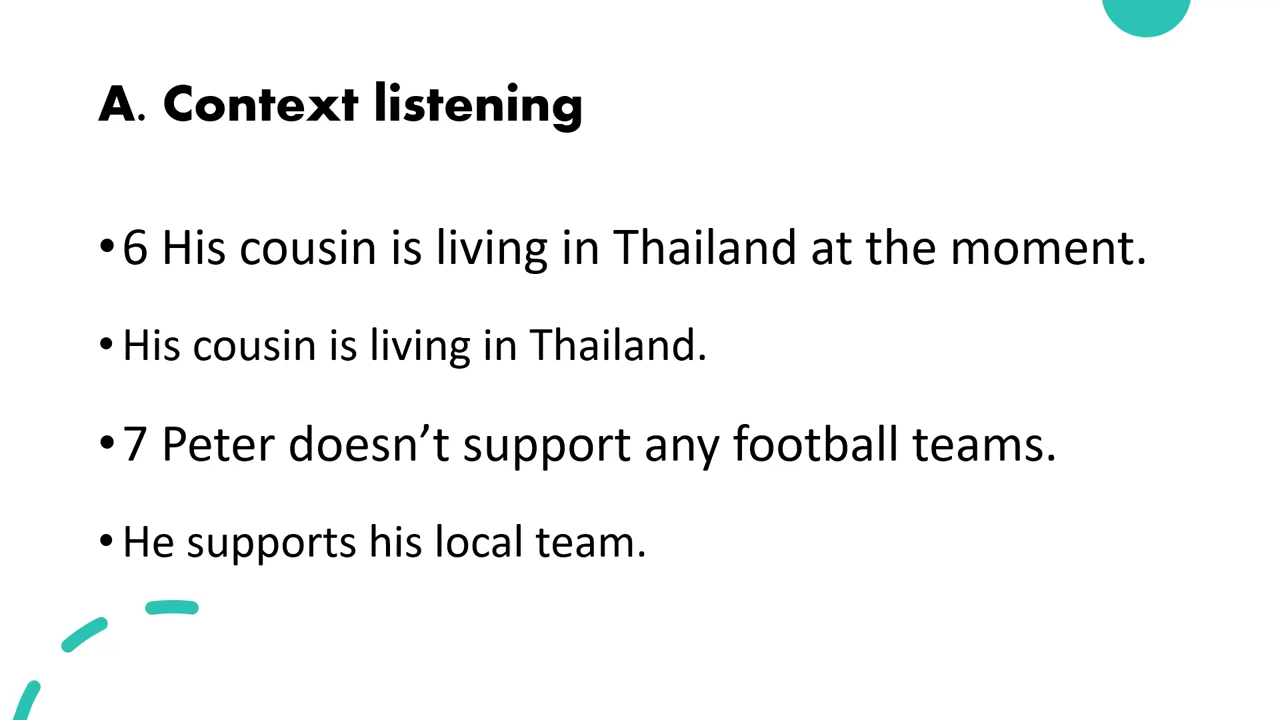 A. Context listening
•6 His cousin is living in Thailand at the moment.
•His cousin is living in Thailand.
•7 Peter doesn’t support any football teams.
•He supports his local team.